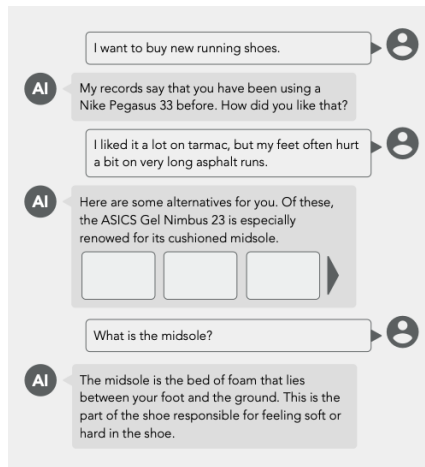 I want to buy new running shoes.
AI
My records say that you have been using a
Nike Pegasus 33 before. How did you like that?
I liked it a lot on tarmac, but my feet often hurt
a bit on very long asphalt runs.
AI
Here are some alternatives for you. Of these,
the ASICS Gel Nimbus 23 is especially
renowed for its cushioned midsole.
What is the midsole?
AI
The midsole is the bed of foam that lies
between your foot and the ground. This is the
part of the shoe responsible for feeling soft or
hard in the shoe.